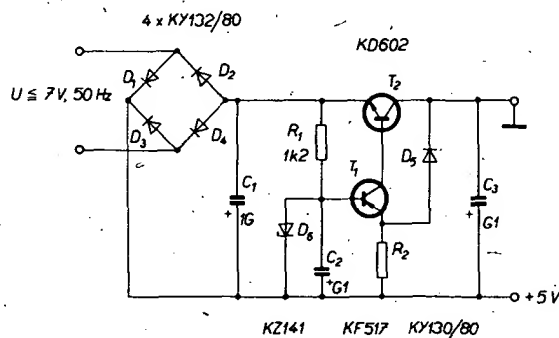 4 x KY132/80
KD602
U ≦ 7V, 50 Hz
D1
D2
D3
D4
T2
R1
1k2
T1
D5
C1
+ 1G
D6
C2
+ G1
R2
C3
+ G1
+ 5 V
KZ141 KF517 KY130/80